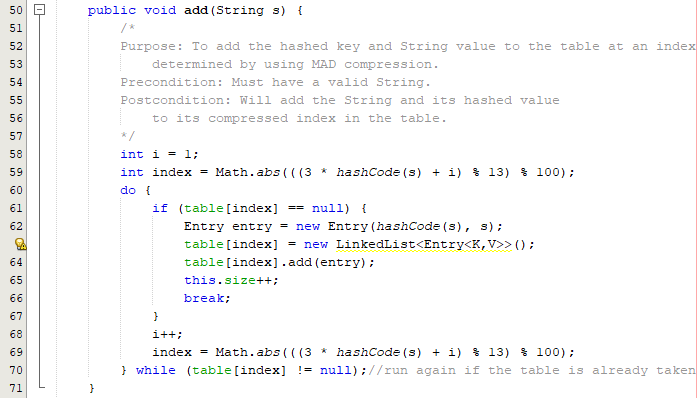 50 public void add(String s) {
51 /*
52 Purpose: To add the hashed key and String value to the table at an index
53 determined by using MAD compression.
54 Precondition: Must have a valid String.
55 Postcondition: Will add the String and its hashed value
56 to its compressed index in the table.
57 */
58 int i = 1;
59 int index = Math.abs(((3 * hashCode(s) + i) % 13) % 100);
60 do {
61 if (table[index] == null) {
62 Entry entry = new Entry(hashCode(s), s);
table[index] = new LinkedList<Entry<K,V>>();
64 table[index].add(entry);
65 this.size++;
66 break;
67 }
68 i++;
69 index = Math.abs(((3 * hashCode(s) + i) % 13) % 100);
70 } while (table[index] != null);//run again if the table is already taken
71 }